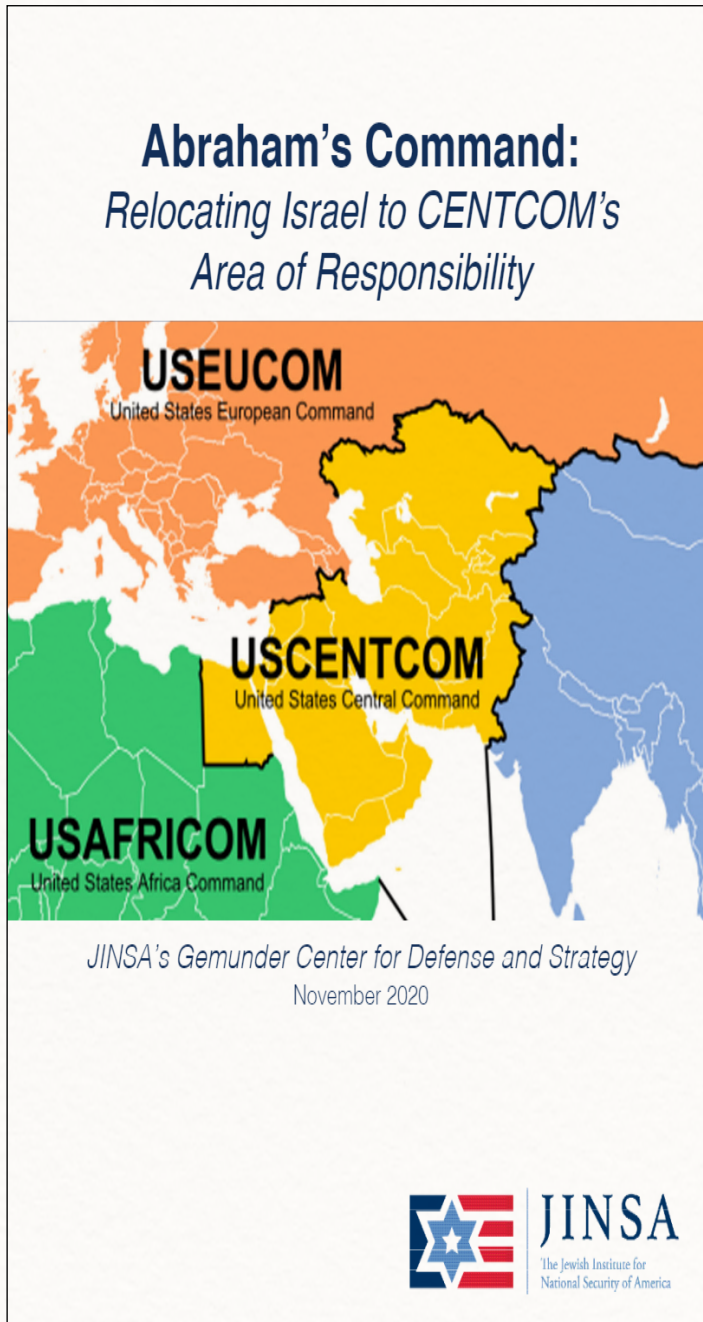 Abraham's Command:
Relocating Israel to CENTCOM's
Area of Responsibility
USEUCOM
United States European Command
USCENTCOM
United States Central Command
USAFRICOM
United States Africa Command
JINSA's Gemunder Center for Defense and Strategy
November 2020
JINSA
The Jewish Institute for
National Security of America